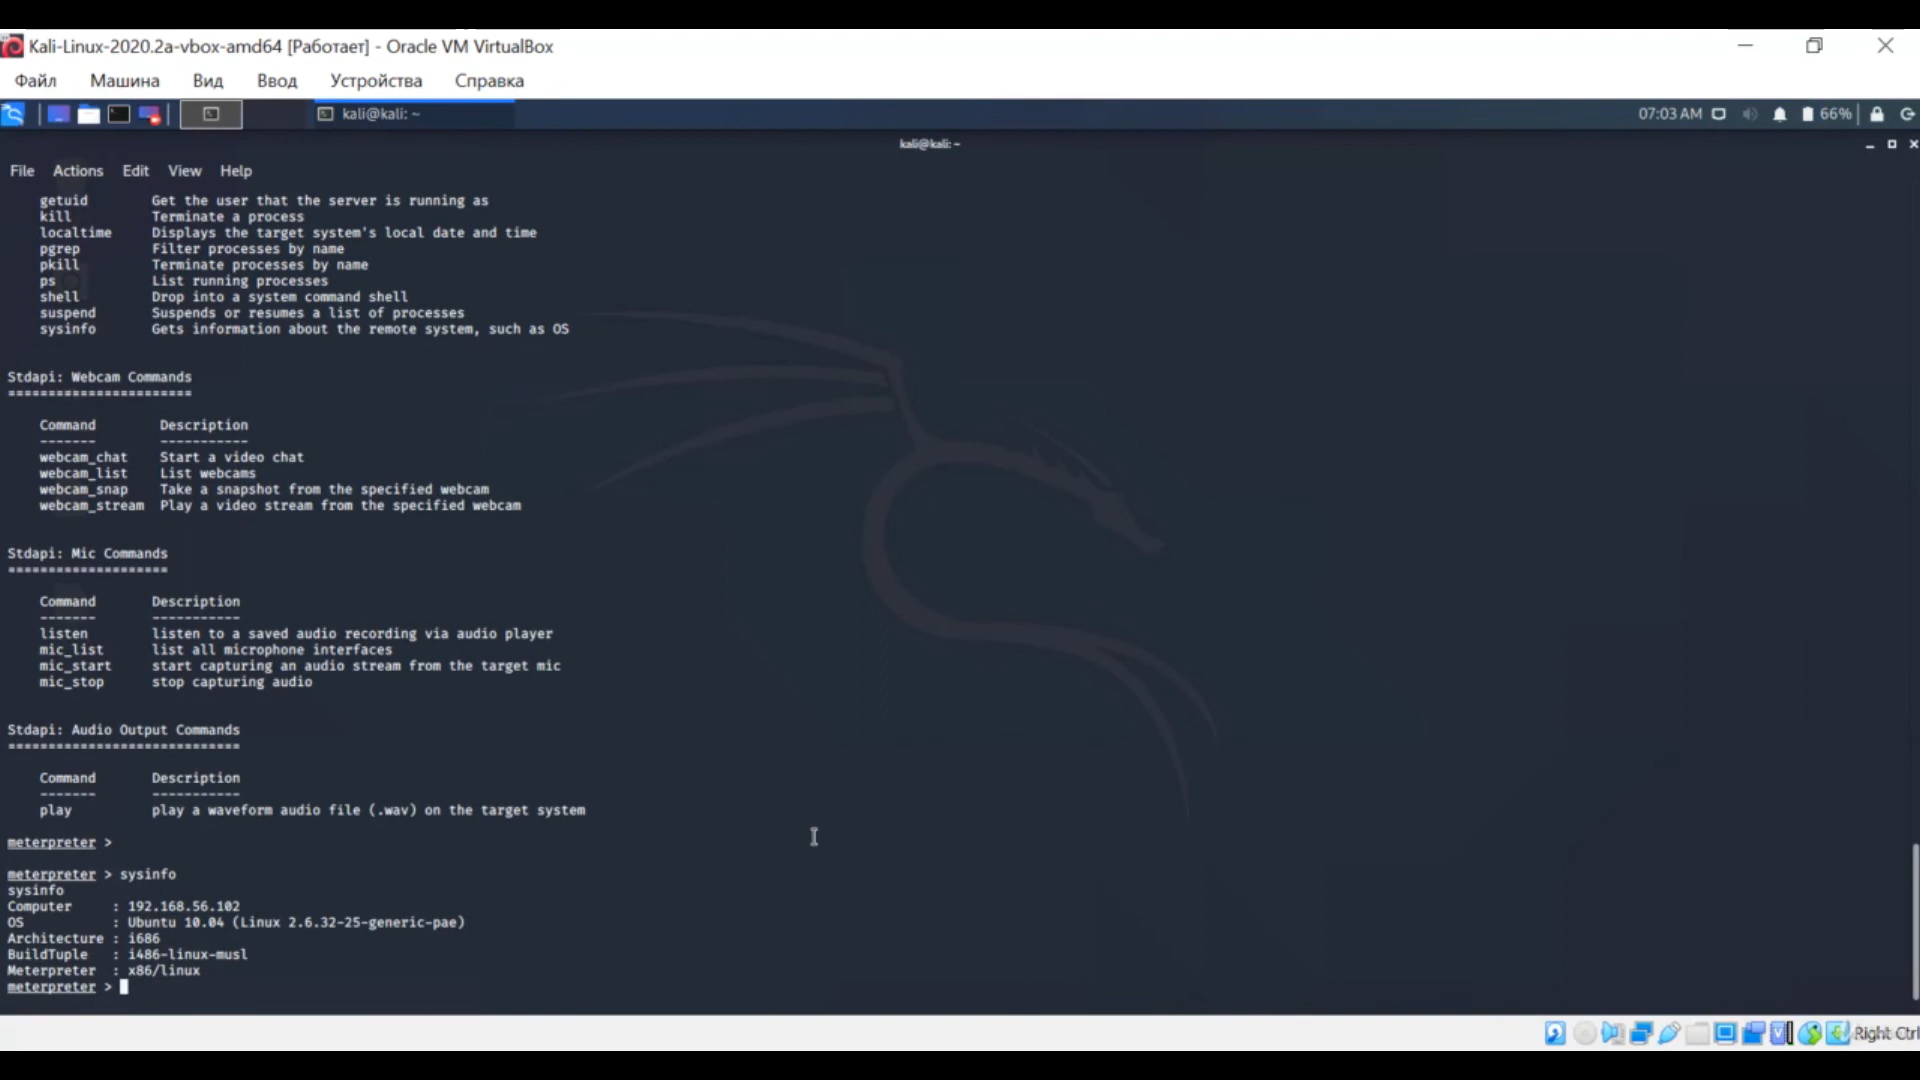 Kali-Linux-2020.2a-vbox-amd64 [Работает] - Oracle VM VirtualBox
Файл Машина Вид Ввод Устройства Справка
kali@kali: ~ 07:03 AM 66%
kali@kali: ~
File Actions Edit View Help
getuid Get the user that the server is running as
kill Terminate a process
localtime Displays the target system's local date and time
pgrep Filter processes by name
pkill Terminate processes by name
ps List running processes
shell Drop into a system command shell
suspend Suspends or resumes a list of processes
sysinfo Gets information about the remote system, such as OS
Stdapi: Webcam Commands
=======================
Command Description
------- -----------
webcam_chat Start a video chat
webcam_list List webcams
webcam_snap Take a snapshot from the specified webcam
webcam_stream Play a video stream from the specified webcam
Stdapi: Mic Commands
====================
Command Description
------- -----------
listen listen to a saved audio recording via audio player
mic_list list all microphone interfaces
mic_start start capturing an audio stream from the target mic
mic_stop stop capturing audio
Stdapi: Audio Output Commands
=============================
Command Description
------- -----------
play play a waveform audio file (.wav) on the target system
meterpreter >
meterpreter > sysinfo
sysinfo
Computer : 192.168.56.102
OS : Ubuntu 10.04 (Linux 2.6.32-25-generic-pae)
Architecture : i686
BuildTuple : i486-linux-musl
Meterpreter : x86/linux
meterpreter >
Right Ctrl